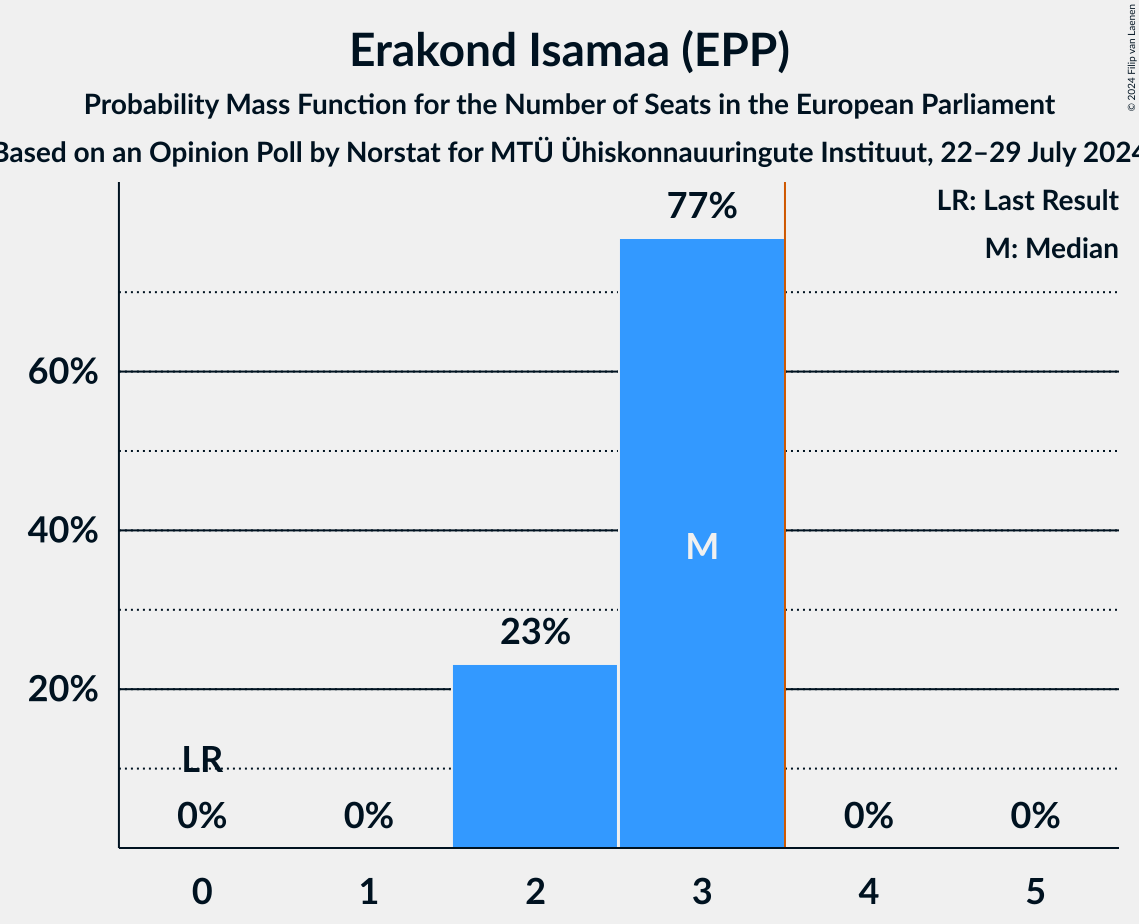 Erakond Isamaa (EPP)
Probability Mass Function for the Number of Seats in the European Parliament
Based on an Opinion Poll by Norstat for MTÜ Ühiskonnauuringute Instituut, 22–29 July 2024
© 2024 Filip van Laenen
LR: Last Result
M: Median
77%
60%
40%
M
23%
20%
LR
0%
0%
0%
0%
0
1
2
3
4
5